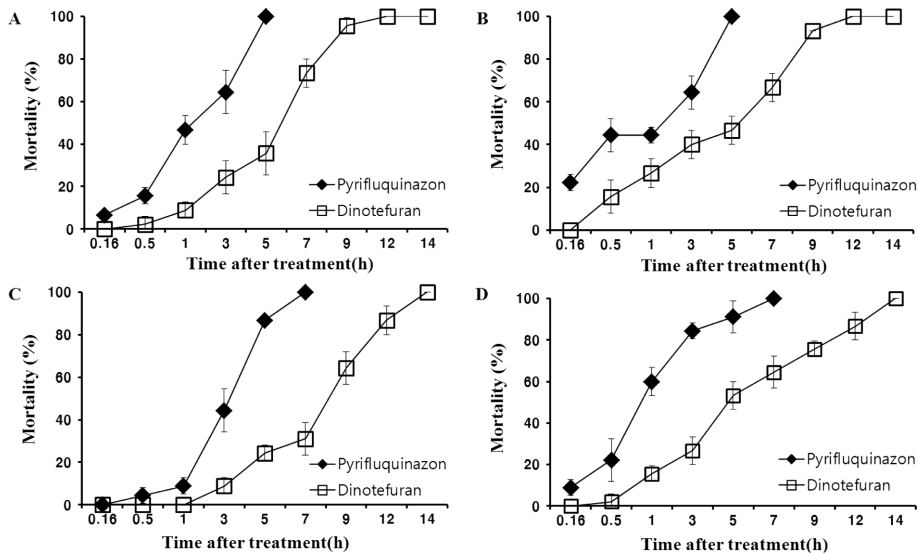 A
Mortality (%)
100
80
60
40
20
0
Pyrifluquinazon
Dinotefuran
0.16 0.5 1 3 5 7 9 12 14
Time after treatment(h)
B
Mortality (%)
100
80
60
40
20
0
Pyrifluquinazon
Dinotefuran
0.16 0.5 1 3 5 7 9 12 14
Time after treatment(h)
C
Mortality (%)
100
80
60
40
20
0
Pyrifluquinazon
Dinotefuran
0.16 0.5 1 3 5 7 9 12 14
Time after treatment(h)
D
Mortality (%)
100
80
60
40
20
0
Pyrifluquinazon
Dinotefuran
0.16 0.5 1 3 5 7 9 12 14
Time after treatment(h)